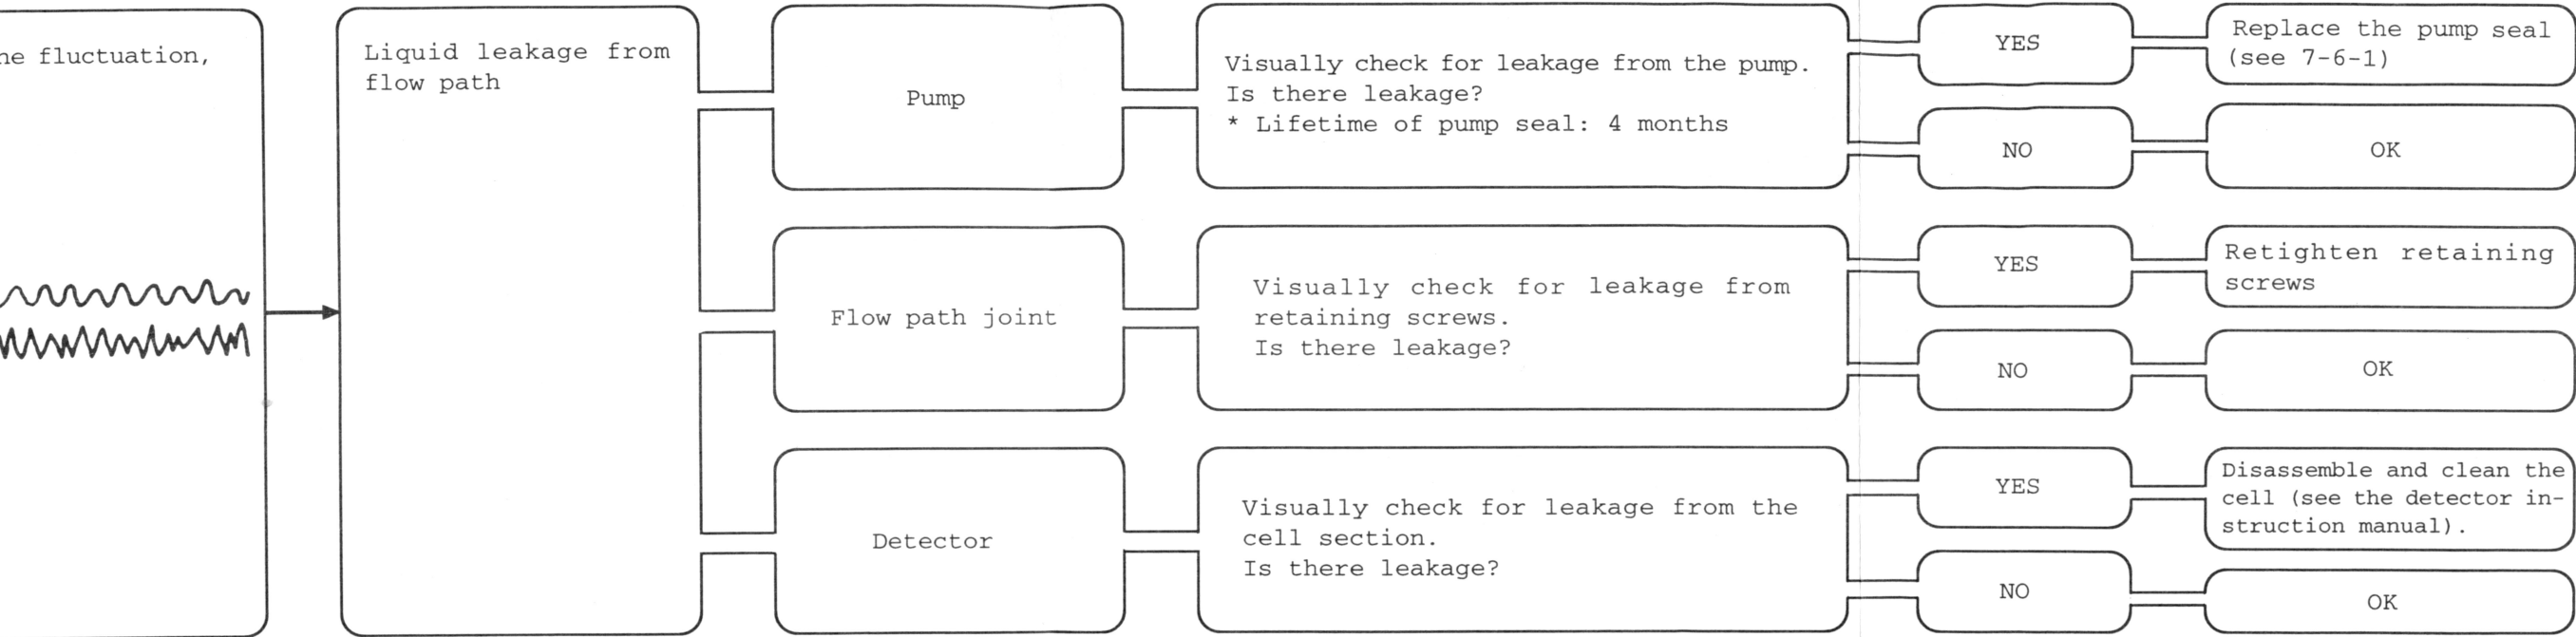 fluctuation,
Liquid leakage from
flow path
Pump
Visually check for leakage from the pump.
Is there leakage?
* Lifetime of pump seal: 4 months
YES
Replace the pump seal
(see 7-6-1)
NO
OK
Flow path joint
Visually check for leakage from
retaining screws.
Is there leakage?
YES
Retighten retaining
screws
NO
OK
Detector
Visually check for leakage from the
cell section.
Is there leakage?
YES
Disassemble and clean the
cell (see the detector in-
struction manual).
NO
OK